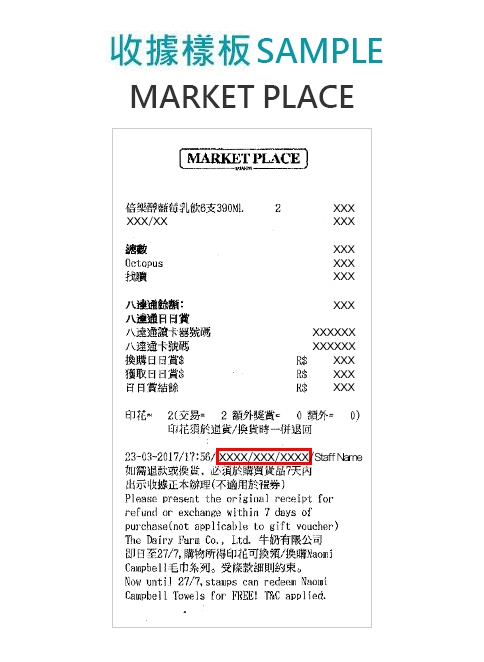 收據樣板 SAMPLE
MARKET PLACE
MARKET PLACE
倍樂醇葡萄乳飲6支390ML 2 XXX
XXX/XX XXX
總數 XXX
Octopus XXX
找續 XXX
八達通餘額: XXX
八達通日日賞
八達通讀卡器號碼 XXXXXX
八達通卡號碼 XXXXXX
換購日日賞$ R$ XXX
獲取日日賞$ R$ XXX
百日賞結餘 R$ XXX
印花= 2(交易= 2 額外獎賞= 0 額外= 0)
印花須於退貨/換貨時一併退回
23-03-2017/17:56/XXXX/XXX/XXXX/Staff Name
如需退款或換貨, 必須於購買貨品7天內
出示收據正本辦理(不適用於禮券)
Please present the original receipt for
refund or exchange within 7 days of
purchase(not applicable to gift voucher)
The Dairy Farm Co., Ltd. 牛奶有限公司
即日至27/7,購物所得印花可換領/換購Naomi
Campbell毛巾系列。受條款細則約束。
Now until 27/7,stamps can redeem Naomi
Campbell Towels for FREE! T&C applied.